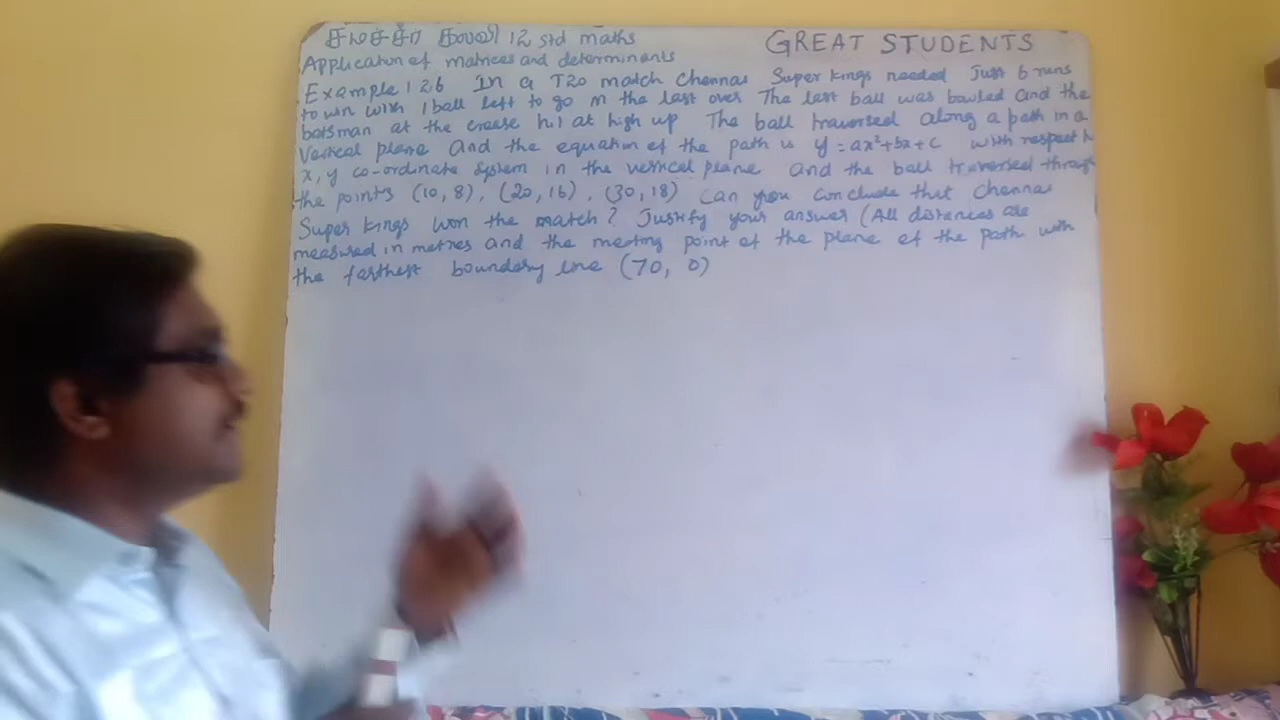 சமச்சீர் கல்வி 12 std maths
GREAT STUDENTS
Application of matrices and determinants
Example 1.26 In a T20 match Chennai Super kings needed Just 6 runs
to win with 1 ball left to go in the last over The last ball was bowled and the
batsman at the crease hit at high up The ball traversed along a path in a
vertical plane and the equation of the path is y = ax²+bx+c with respect to
x, y co-ordinate system in the vertical plane and the ball traversed through
the points (10, 8), (20, 16), (30, 18) can you conclude that Chennai
Super kings won the match? Justify your answer (All distances are
measured in metres and the meeting point of the plane of the path with
the farthest boundary line (70, 0)